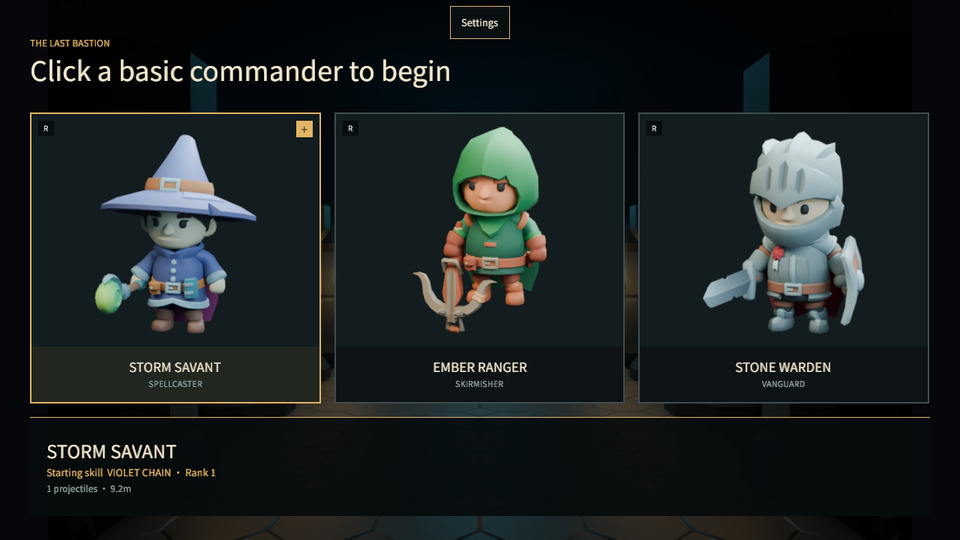 Settings
THE LAST BASTION
Click a basic commander to begin
R
+
R
R
STORM SAVANT
SPELLCASTER
EMBER RANGER
SKIRMISHER
STONE WARDEN
VANGUARD
STORM SAVANT
Starting skill VIOLET CHAIN • Rank 1
1 projectiles • 9.2m